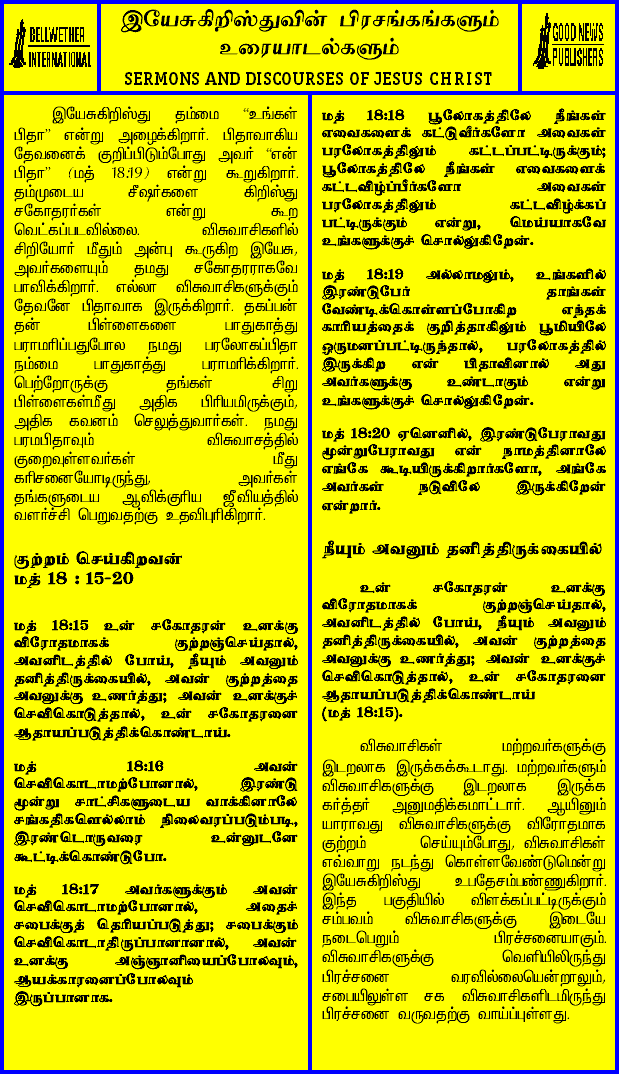 BELLWETHER
INTERNATIONAL
இயேசுகிறிஸ்துவின் பிரசங்கங்களும்
உரையாடல்களும்
SERMONS AND DISCOURSES OF JESUS CHRIST
GOOD NEWS
PUBLISHERS
இயேசுகிறிஸ்து தம்மை “உங்கள்
பிதா” என்று அழைக்கிறார். பிதாவாகிய
தேவனைக் குறிப்பிடும்போது அவர் “என்
பிதா” (மத் 18:19) என்று கூறுகிறார்.
தம்முடைய சீஷர்களை கிறிஸ்து
சகோதரர்கள் என்று கூற
வெட்கப்படவில்லை. விசுவாசிகளில்
சிறியோர் மீதும் அன்பு கூருகிற இயேசு,
அவர்களையும் தமது சகோதரராகவே
பாவிக்கிறார். எல்லா விசுவாசிகளுக்கும்
தேவனே பிதாவாக இருக்கிறார். தகப்பன்
தன் பிள்ளைகளை பாதுகாத்து
பராமரிப்பதுபோல நமது பரலோகப்பிதா
நம்மை பாதுகாத்து பராமரிக்கிறார்.
பெற்றோருக்கு தங்கள் சிறு
பிள்ளைகள்மீது அதிக பிரியமிருக்கும்,
அதிக கவனம் செலுத்துவார்கள். நமது
பரமபிதாவும் விசுவாசத்தில்
குறைவுள்ளவர்கள் மீது
கரிசனையோடிருந்து, அவர்கள்
தங்களுடைய ஆவிக்குரிய ஜீவியத்தில்
வளர்ச்சி பெறுவதற்கு உதவிபுரிகிறார்.
குற்றம் செய்கிறவன்
மத் 18 : 15-20
மத் 18:15 உன் சகோதரன் உனக்கு
விரோதமாகக் குற்றஞ்செய்தால்,
அவனிடத்தில் போய், நீயும் அவனும்
தனித்திருக்கையில், அவன் குற்றத்தை
அவனுக்கு உணர்த்து; அவன் உனக்குச்
செவிகொடுத்தால், உன் சகோதரனை
ஆதாயப்படுத்திக்கொண்டாய்.
மத் 18:16 அவன்
செவிகொடாமற்போனால், இரண்டு
மூன்று சாட்சிகளுடைய வாக்கினாலே
சங்கதிகளெல்லாம் நிலைவரப்படும்படி,
இரண்டொருவரை உன்னுடனே
கூட்டிக்கொண்டுபோ.
மத் 18:17 அவர்களுக்கும் அவன்
செவிகொடாமற்போனால், அதைச்
சபைக்குத் தெரியப்படுத்து; சபைக்கும்
செவிகொடாதிருப்பானானால், அவன்
உனக்கு அஞ்ஞானியைப்போலவும்,
ஆயக்காரனைப்போலவும்
இருப்பானாக.
மத் 18:18 பூலோகத்திலே நீங்கள்
எவைகளைக் கட்டுவீர்களோ அவைகள்
பரலோகத்திலும் கட்டப்பட்டிருக்கும்;
பூலோகத்திலே நீங்கள் எவைகளைக்
கட்டவிழ்ப்பீர்களோ அவைகள்
பரலோகத்திலும் கட்டவிழ்க்கப்
பட்டிருக்கும் என்று, மெய்யாகவே
உங்களுக்குச் சொல்லுகிறேன்.
மத் 18:19 அல்லாமலும், உங்களில்
இரண்டுபேர் தாங்கள்
வேண்டிக்கொள்ளப்போகிற எந்தக்
காரியத்தைக் குறித்தாகிலும் பூமியிலே
ஒருமனப்பட்டிருந்தால், பரலோகத்தில்
இருக்கிற என் பிதாவினால் அது
அவர்களுக்கு உண்டாகும் என்று
உங்களுக்குச் சொல்லுகிறேன்.
மத் 18:20 ஏனெனில், இரண்டுபேராவது
மூன்றுபேராவது என் நாமத்தினாலே
எங்கே கூடியிருக்கிறார்களோ, அங்கே
அவர்கள் நடுவிலே இருக்கிறேன்
என்றார்.
நீயும் அவனும் தனித்திருக்கையில்
உன் சகோதரன் உனக்கு
விரோதமாகக் குற்றஞ்செய்தால்,
அவனிடத்தில் போய், நீயும் அவனும்
தனித்திருக்கையில், அவன் குற்றத்தை
அவனுக்கு உணர்த்து; அவன் உனக்குச்
செவிகொடுத்தால், உன் சகோதரனை
ஆதாயப்படுத்திக்கொண்டாய்
(மத் 18:15).
விசுவாசிகள் மற்றவர்களுக்கு
இடறலாக இருக்கக்கூடாது. மற்றவர்களும்
விசுவாசிகளுக்கு இடறலாக இருக்க
கர்த்தர் அனுமதிக்கமாட்டார். ஆயினும்
யாராவது விசுவாசிகளுக்கு விரோதமாக
குற்றம் செய்யும்போது, விசுவாசிகள்
எவ்வாறு நடந்து கொள்ளவேண்டுமென்று
இயேசுகிறிஸ்து உபதேசம்பண்ணுகிறார்.
இந்த பகுதியில் விளக்கப்பட்டிருக்கும்
சம்பவம் விசுவாசிகளுக்கு இடையே
நடைபெறும் பிரச்சனையாகும்.
விசுவாசிகளுக்கு வெளியிலிருந்து
பிரச்சனை வரவில்லையென்றாலும்,
சபையிலுள்ள சக விசுவாசிகளிடமிருந்து
பிரச்சனை வருவதற்கு வாய்ப்புள்ளது.